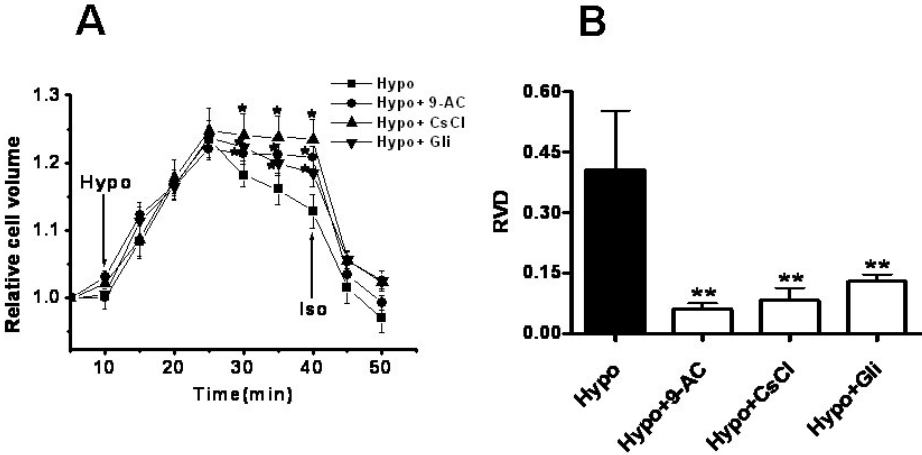 A
Hypo
Hypo+ 9-AC
Hypo+ CsCl
Hypo+ Gli
Relative cell volume
1.3
1.2
1.1
1.0
Hypo
Iso
10
20
30
40
50
Time(min)
B
RVD
0.60
0.45
0.30
0.15
0.00
**
**
**
Hypo
Hypo+9-AC
Hypo+CsCl
Hypo+Gli